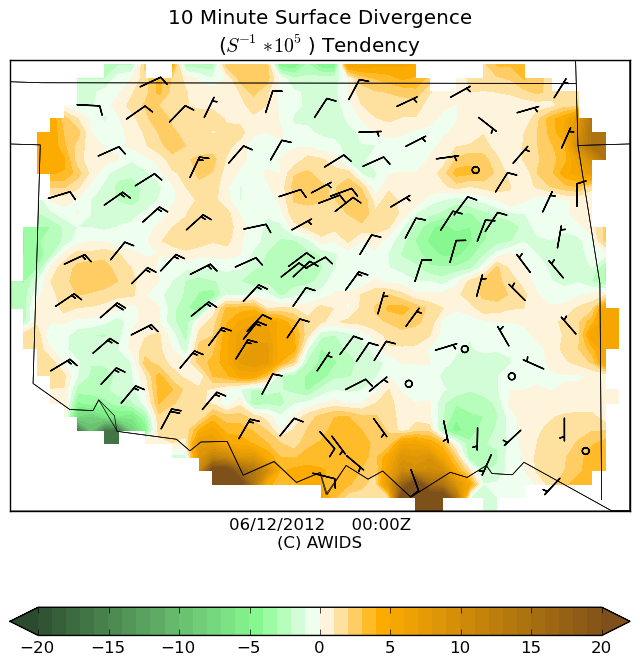 10 Minute Surface Divergence
($S^{-1} * 10^{5}$ ) Tendency
06/12/2012 00:00Z
(C) AWIDS
−20 −15 −10 −5 0 5 10 15 20